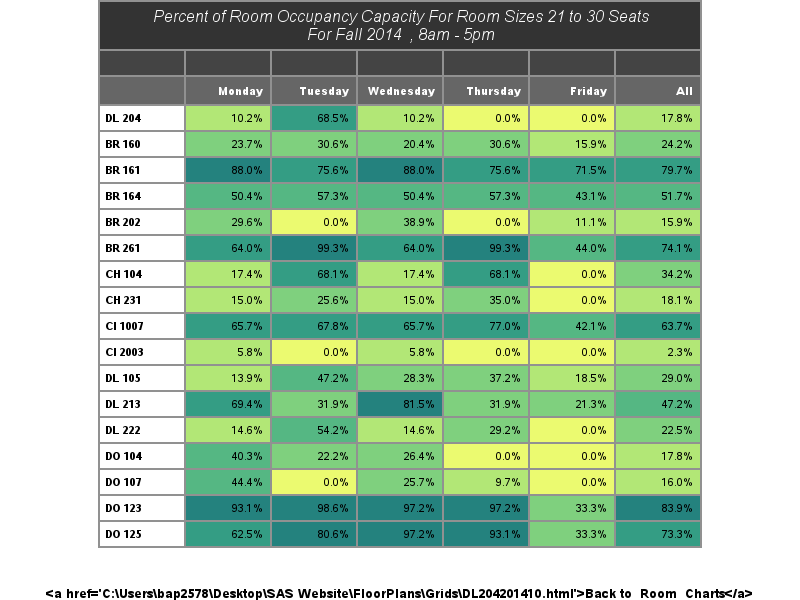 Percent of Room Occupancy Capacity For Room Sizes 21 to 30 Seats
For Fall 2014 , 8am - 5pm
Monday Tuesday Wednesday Thursday Friday All
DL 204 10.2% 68.5% 10.2% 0.0% 0.0% 17.8%
BR 160 23.7% 30.6% 20.4% 30.6% 15.9% 24.2%
BR 161 88.0% 75.6% 88.0% 75.6% 71.5% 79.7%
BR 164 50.4% 57.3% 50.4% 57.3% 43.1% 51.7%
BR 202 29.6% 0.0% 38.9% 0.0% 11.1% 15.9%
BR 261 64.0% 99.3% 64.0% 99.3% 44.0% 74.1%
CH 104 17.4% 68.1% 17.4% 68.1% 0.0% 34.2%
CH 231 15.0% 25.6% 15.0% 35.0% 0.0% 18.1%
CI 1007 65.7% 67.8% 65.7% 77.0% 42.1% 63.7%
CI 2003 5.8% 0.0% 5.8% 0.0% 0.0% 2.3%
DL 105 13.9% 47.2% 28.3% 37.2% 18.5% 29.0%
DL 213 69.4% 31.9% 81.5% 31.9% 21.3% 47.2%
DL 222 14.6% 54.2% 14.6% 29.2% 0.0% 22.5%
DO 104 40.3% 22.2% 26.4% 0.0% 0.0% 17.8%
DO 107 44.4% 0.0% 25.7% 9.7% 0.0% 16.0%
DO 123 93.1% 98.6% 97.2% 97.2% 33.3% 83.9%
DO 125 62.5% 80.6% 97.2% 93.1% 33.3% 73.3%
<a href='C:\Users\bap2578\Desktop\SAS Website\FloorPlans\Grids\DL204201410.html'>Back to Room Charts</a>